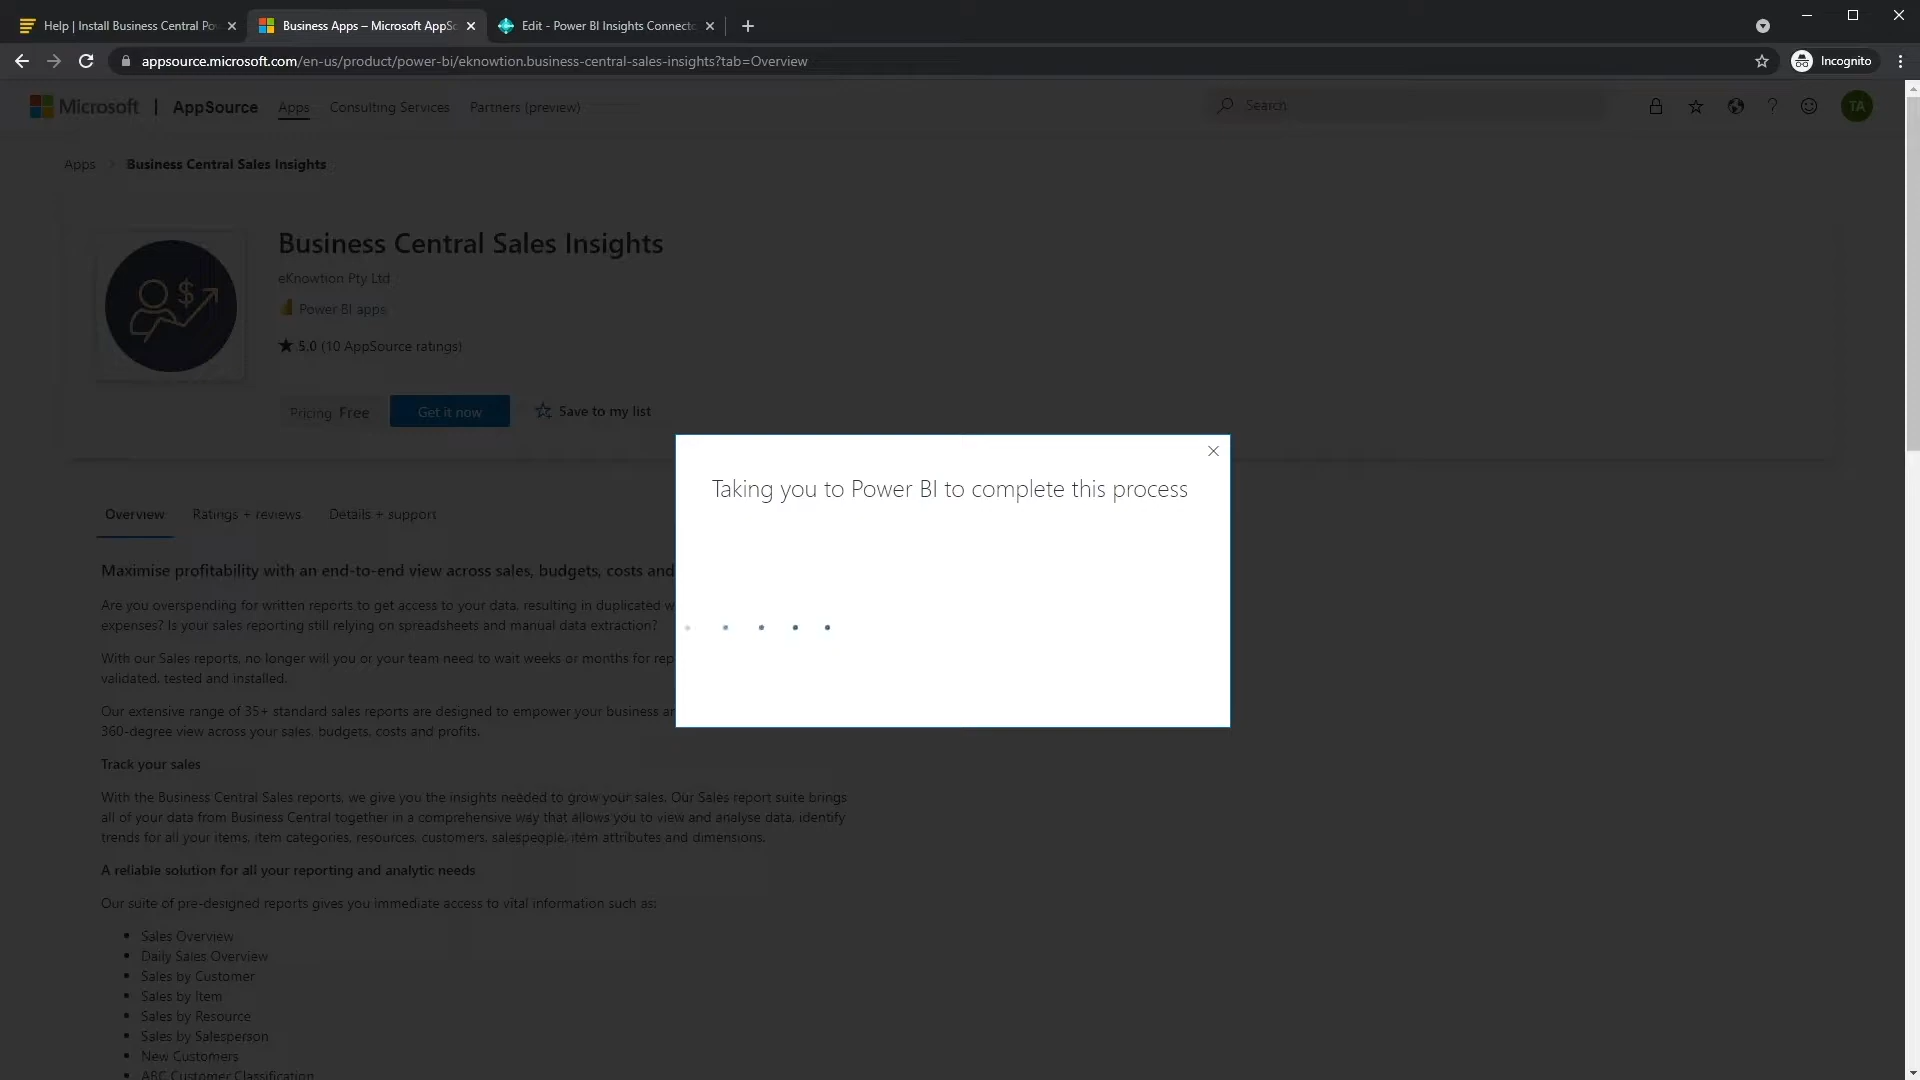 Help | Install Business Central Po
Business Apps – Microsoft AppSo
Edit - Power BI Insights Connecto
appsource.microsoft.com/en-us/product/power-bi/eknowtion.business-central-sales-insights?tab=Overview
Incognito
Microsoft | AppSource Apps Consulting Services Partners (preview)
Search
?
TA
Apps > Business Central Sales Insights
Business Central Sales Insights
eKnowtion Pty Ltd
Power BI apps
★ 5.0 (10 AppSource ratings)
Pricing Free
Get it now
Save to my list
Taking you to Power BI to complete this process
Overview Ratings + reviews Details + support
Maximise profitability with an end-to-end view across sales, budgets, costs and
Are you overspending for written reports to get access to your data, resulting in duplicated w
expenses? Is your sales reporting still relying on spreadsheets and manual data extraction?
With our Sales reports, no longer will you or your team need to wait weeks or months for rep
validated, tested and installed.
Our extensive range of 35+ standard sales reports are designed to empower your business an
360-degree view across your sales, budgets, costs and profits.
Track your sales
With the Business Central Sales reports, we give you the insights needed to grow your sales. Our Sales report suite brings
all of your data from Business Central together in a comprehensive way that allows you to view and analyse data, identify
trends for all your items, item categories, resources, customers, salespeople, item attributes and dimensions.
A reliable solution for all your reporting and analytic needs
Our suite of pre-designed reports gives you immediate access to vital information such as:
• Sales Overview
• Daily Sales Overview
• Sales by Customer
• Sales by Item
• Sales by Resource
• Sales by Salesperson
• New Customers
• ABC Customer Classification